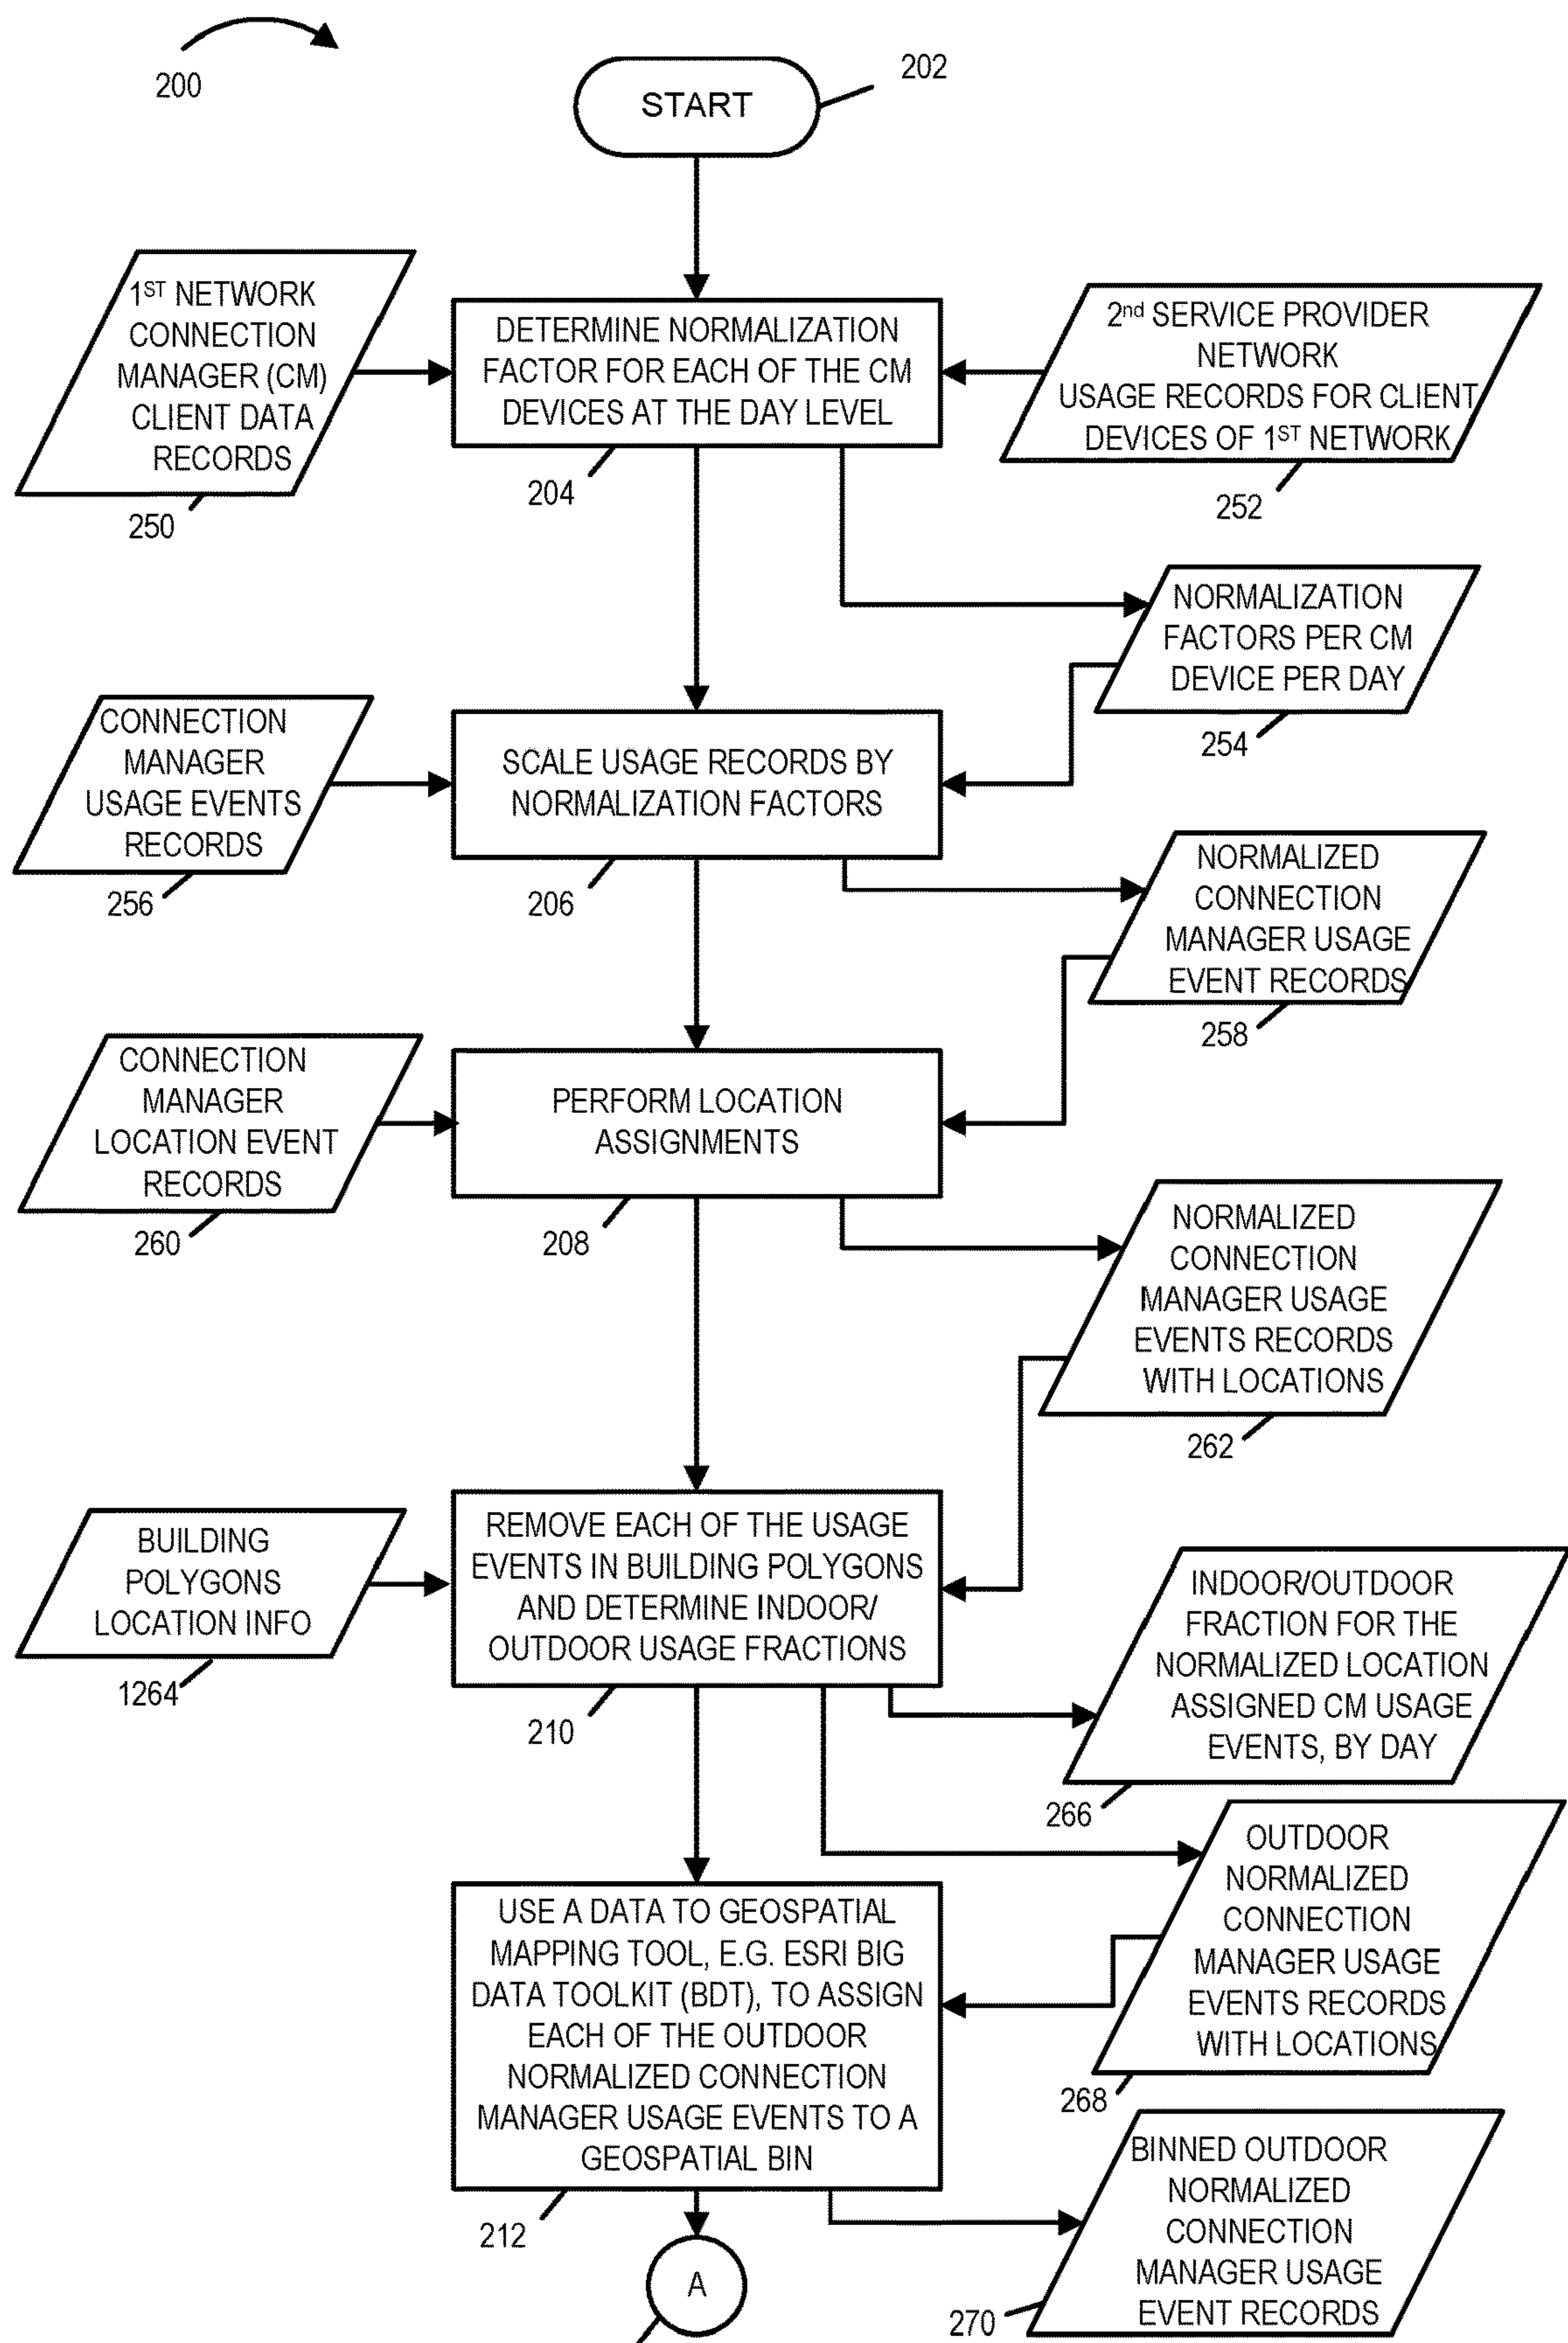 200
START
202
1ST NETWORK
CONNECTION
MANAGER (CM)
CLIENT DATA
RECORDS
250
DETERMINE NORMALIZATION
FACTOR FOR EACH OF THE CM
DEVICES AT THE DAY LEVEL
204
2nd SERVICE PROVIDER
NETWORK
USAGE RECORDS FOR CLIENT
DEVICES OF 1ST NETWORK
252
NORMALIZATION
FACTORS PER CM
DEVICE PER DAY
254
CONNECTION
MANAGER
USAGE EVENTS
RECORDS
256
SCALE USAGE RECORDS BY
NORMALIZATION FACTORS
206
NORMALIZED
CONNECTION
MANAGER USAGE
EVENT RECORDS
258
CONNECTION
MANAGER
LOCATION EVENT
RECORDS
260
PERFORM LOCATION
ASSIGNMENTS
208
NORMALIZED
CONNECTION
MANAGER USAGE
EVENTS RECORDS
WITH LOCATIONS
262
BUILDING
POLYGONS
LOCATION INFO
1264
REMOVE EACH OF THE USAGE
EVENTS IN BUILDING POLYGONS
AND DETERMINE INDOOR/
OUTDOOR USAGE FRACTIONS
210
INDOOR/OUTDOOR
FRACTION FOR THE
NORMALIZED LOCATION
ASSIGNED CM USAGE
EVENTS, BY DAY
266
OUTDOOR
NORMALIZED
CONNECTION
MANAGER USAGE
EVENTS RECORDS
WITH LOCATIONS
268
USE A DATA TO GEOSPATIAL
MAPPING TOOL, E.G. ESRI BIG
DATA TOOLKIT (BDT), TO ASSIGN
EACH OF THE OUTDOOR
NORMALIZED CONNECTION
MANAGER USAGE EVENTS TO A
GEOSPATIAL BIN
212
BINNED OUTDOOR
NORMALIZED
CONNECTION
MANAGER USAGE
EVENT RECORDS
270
A